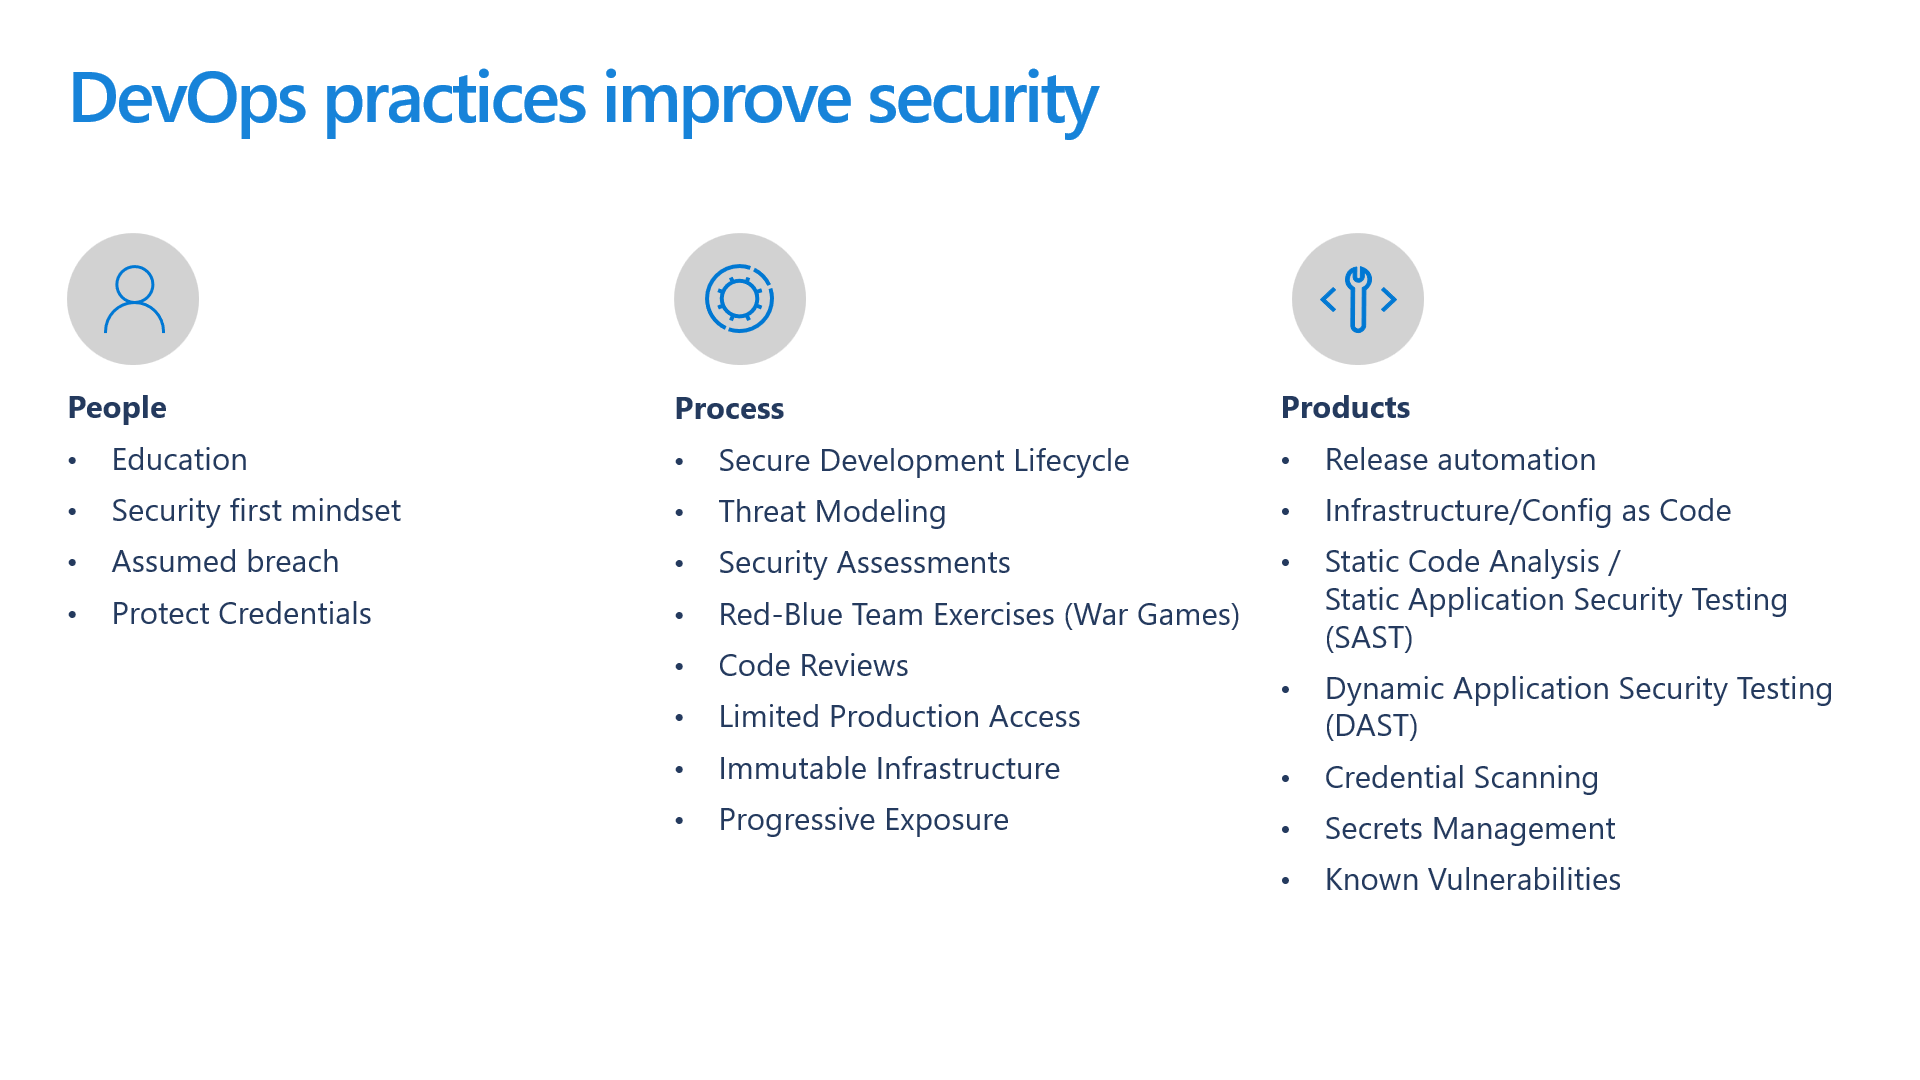 DevOps practices improve security
People
• Education
• Security first mindset
• Assumed breach
• Protect Credentials
Process
• Secure Development Lifecycle
• Threat Modeling
• Security Assessments
• Red-Blue Team Exercises (War Games)
• Code Reviews
• Limited Production Access
• Immutable Infrastructure
• Progressive Exposure
Products
• Release automation
• Infrastructure/Config as Code
• Static Code Analysis /
Static Application Security Testing
(SAST)
• Dynamic Application Security Testing
(DAST)
• Credential Scanning
• Secrets Management
• Known Vulnerabilities